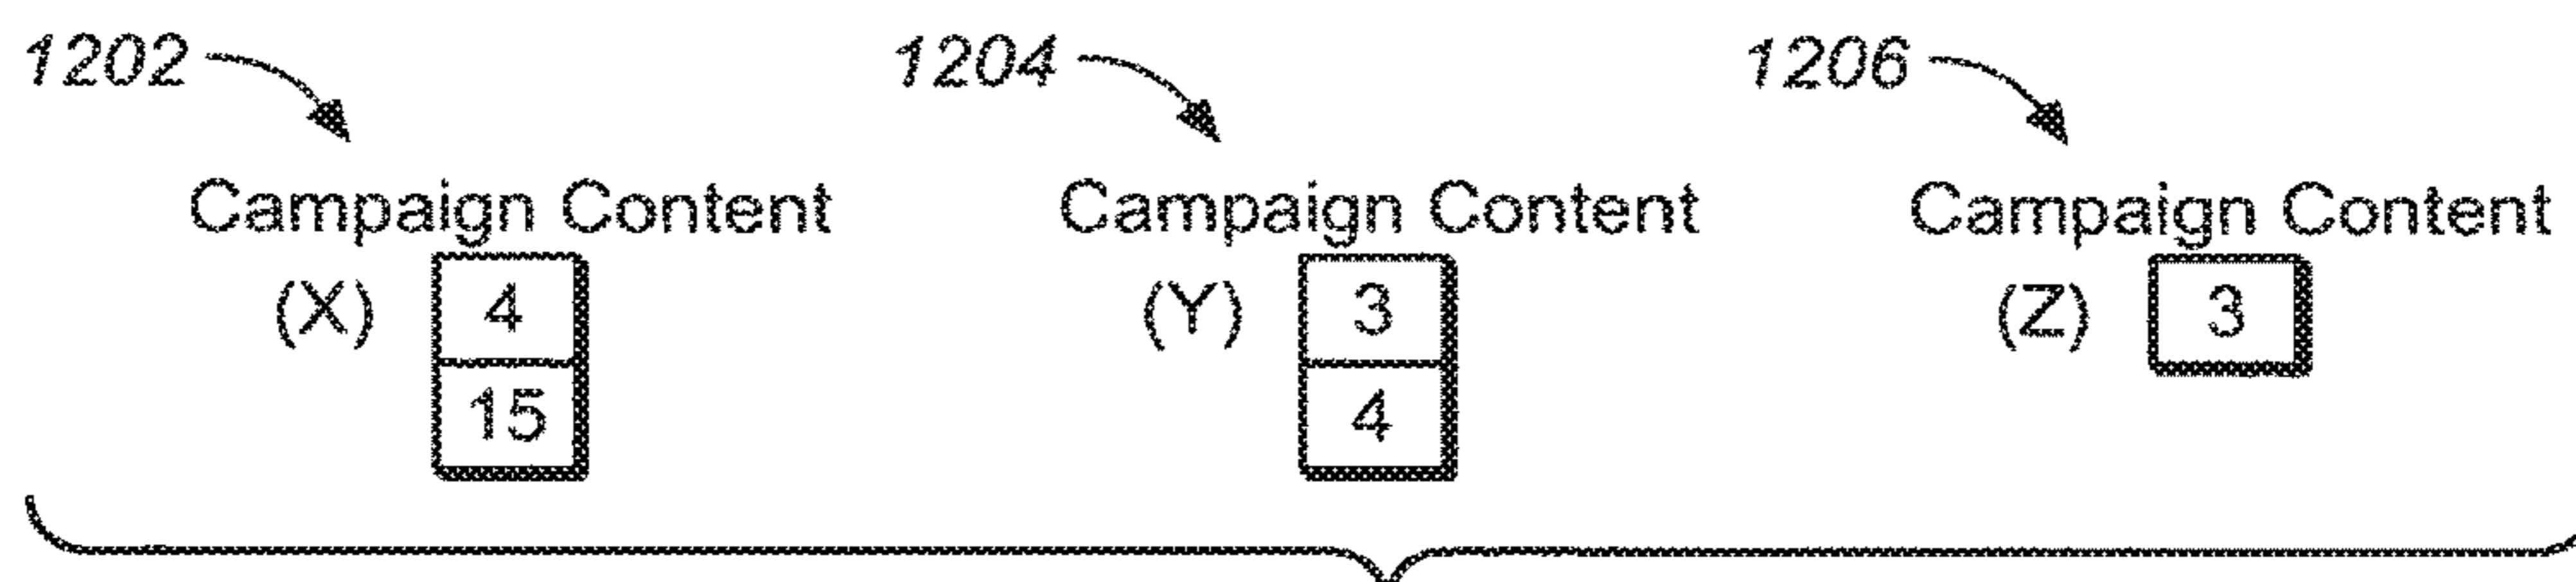 1202 1204 1206
Campaign Content Campaign Content Campaign Content
(X) 4 (Y) 3 (Z) 3
15 4